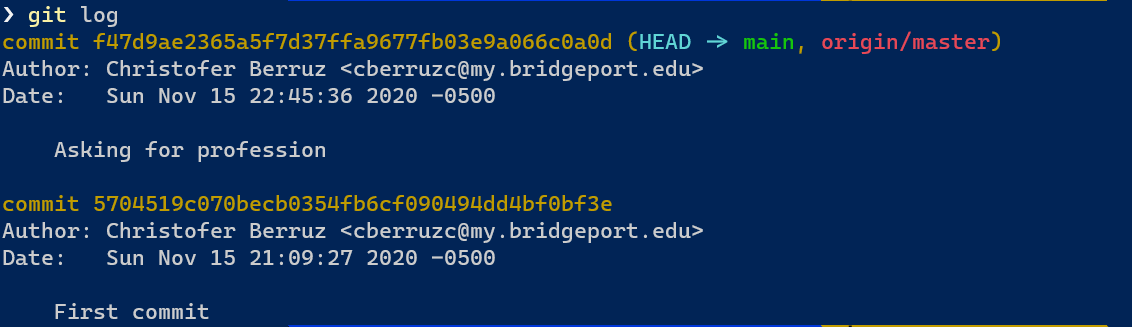 ❯ git log
commit f47d9ae2365a5f7d37ffa9677fb03e9a066c0a0d (HEAD -> main, origin/master)
Author: Christofer Berruz <cberruzc@my.bridgeport.edu>
Date:   Sun Nov 15 22:45:36 2020 -0500
    Asking for profession
commit 5704519c070becb0354fb6cf090494dd4bf0bf3e
Author: Christofer Berruz <cberruzc@my.bridgeport.edu>
Date:   Sun Nov 15 21:09:27 2020 -0500
    First commit